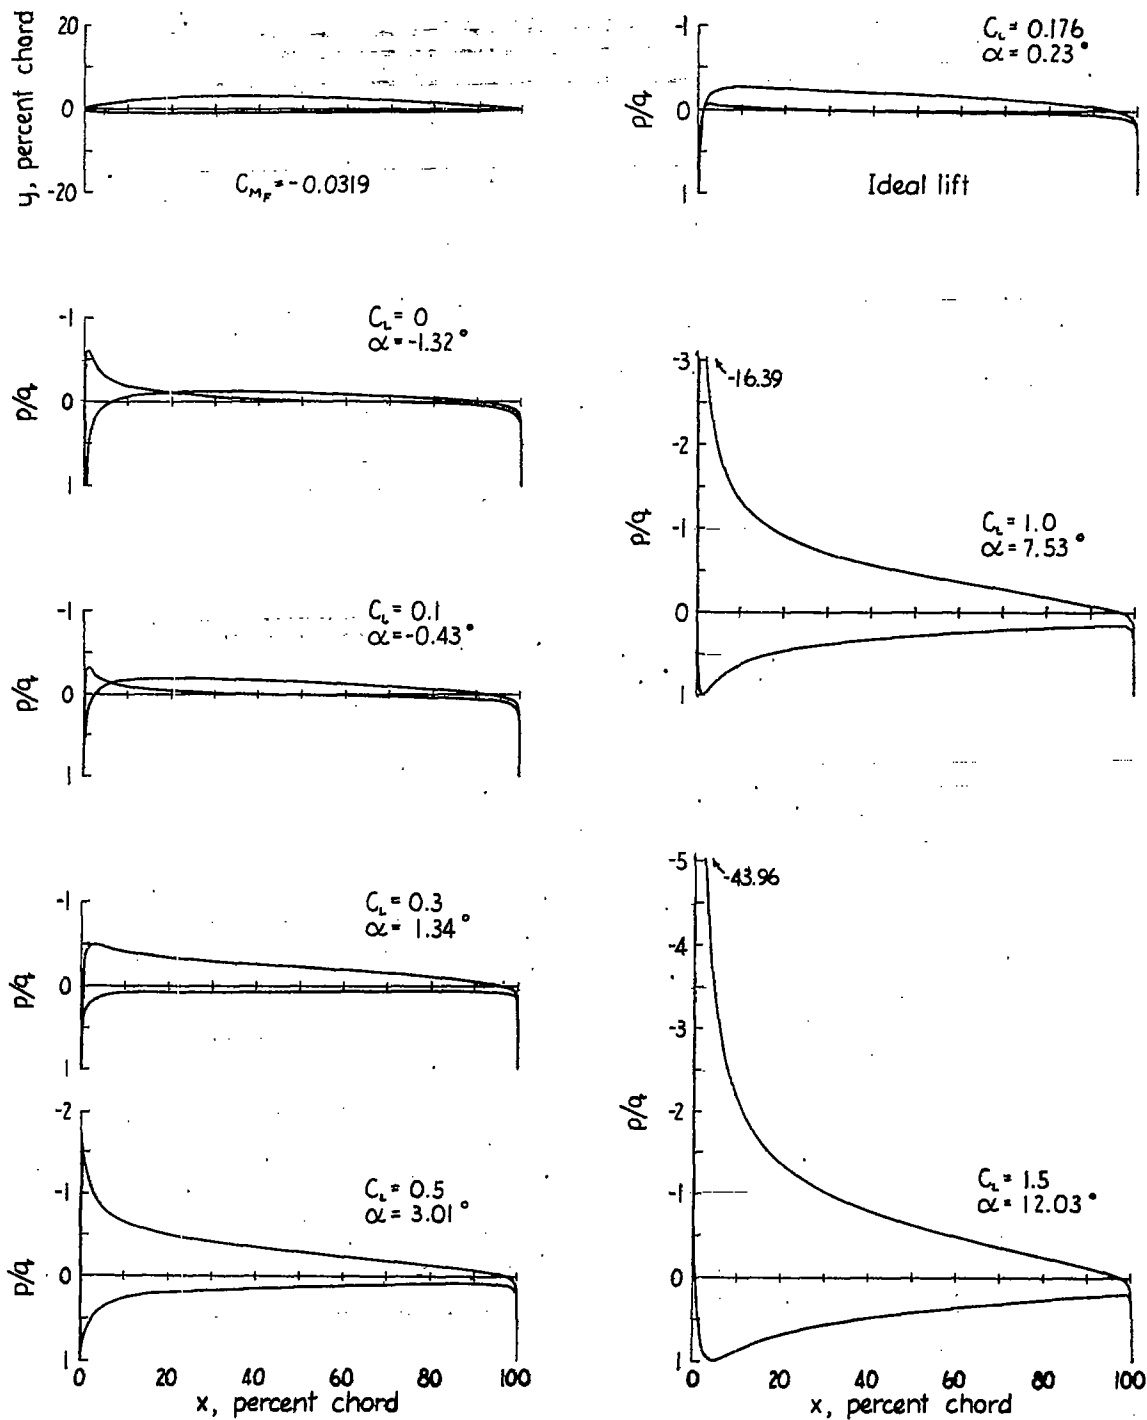 y, percent chord
20
0
-20
C_MF = -0.0319
p/q
-1
0
1
C_L = 0.176
α = 0.23°
Ideal lift
p/q
-1
0
1
C_L = 0
α = -1.32°
p/q
-3
-2
-1
0
1
-16.39
C_L = 1.0
α = 7.53°
p/q
-1
0
1
C_L = 0.1
α = -0.43°
p/q
-1
0
1
C_L = 0.3
α = 1.34°
p/q
-5
-4
-3
-2
-1
0
1
-43.96
C_L = 1.5
α = 12.03°
p/q
-2
-1
0
1
C_L = 0.5
α = 3.01°
0 20 40 60 80 100
x, percent chord
0 20 40 60 80 100
x, percent chord